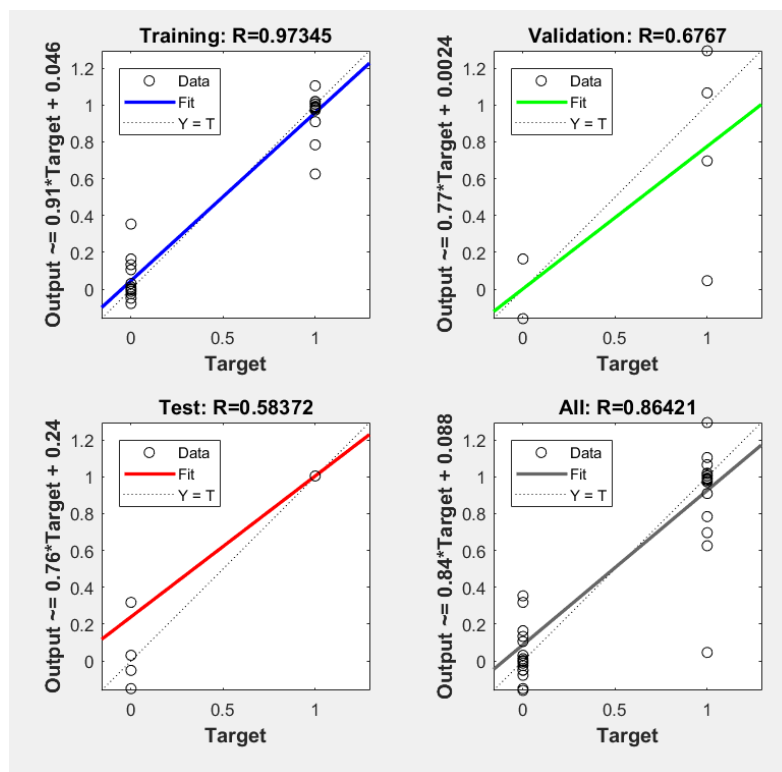 Training: R=0.97345
Output ~= 0.91*Target + 0.046
1.2
1
0.8
0.6
0.4
0.2
0
Data
Fit
Y = T
0 0.5 1
Target
Validation: R=0.6767
Output ~= 0.77*Target + 0.0024
1.2
1
0.8
0.6
0.4
0.2
0
Data
Fit
Y = T
0 0.5 1
Target
Test: R=0.58372
Output ~= 0.76*Target + 0.24
1.2
1
0.8
0.6
0.4
0.2
0
Data
Fit
Y = T
0 0.5 1
Target
All: R=0.86421
Output ~= 0.84*Target + 0.088
1.2
1
0.8
0.6
0.4
0.2
0
Data
Fit
Y = T
0 0.5 1
Target